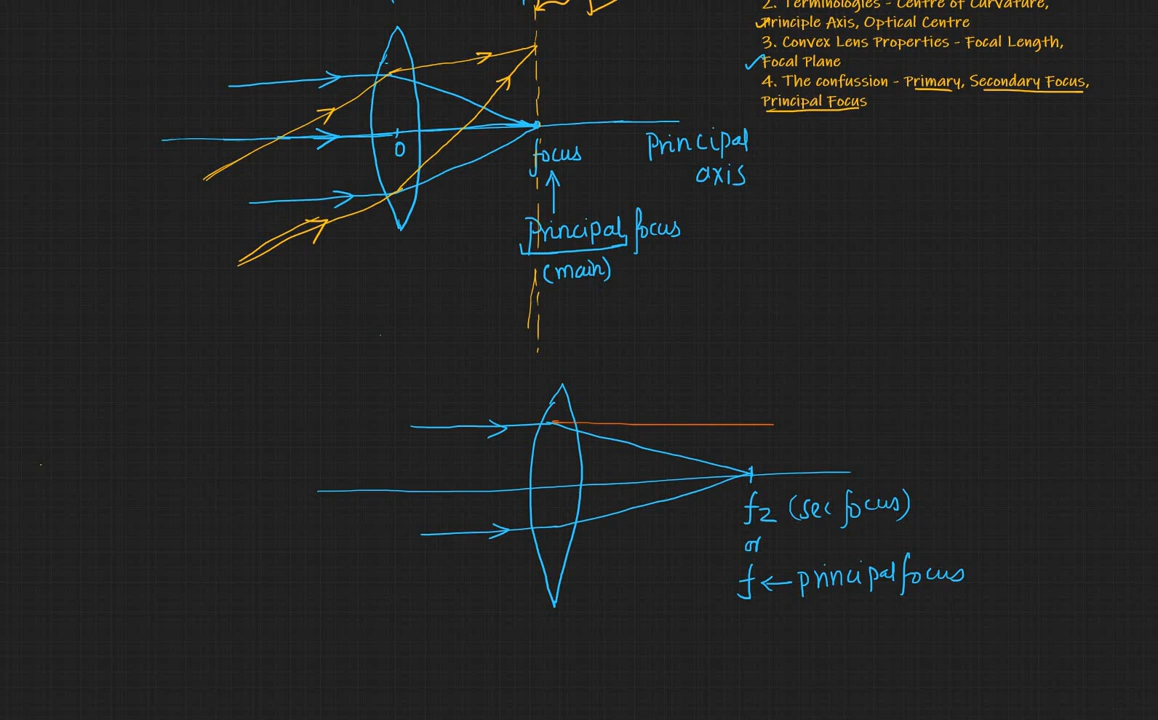 2. Terminologies - Centre of Curvature,
Principle Axis, Optical Centre
3. Convex Lens Properties - Focal Length,
Focal Plane
4. The confussion - Primary, Secondary Focus,
Principal Focus
O
focus
Principal
axis
Principal focus
(main)
f2 (sec focus)
or
f ← principal focus